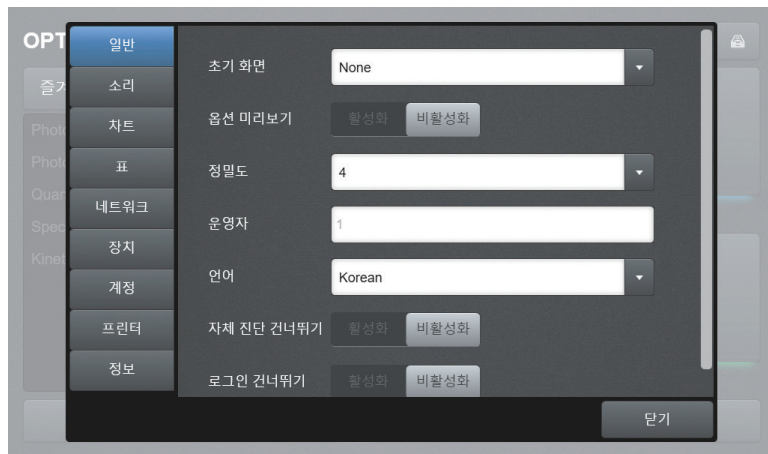 OPT
일반
소리
차트
표
네트워크
장치
계정
프린터
정보
초기 화면
None
옵션 미리보기
활성화 비활성화
정밀도
4
운영자
1
언어
Korean
자체 진단 건너뛰기
활성화 비활성화
로그인 건너뛰기
활성화 비활성화
닫기
Photo
Photo
Quan
Spec
Kinet